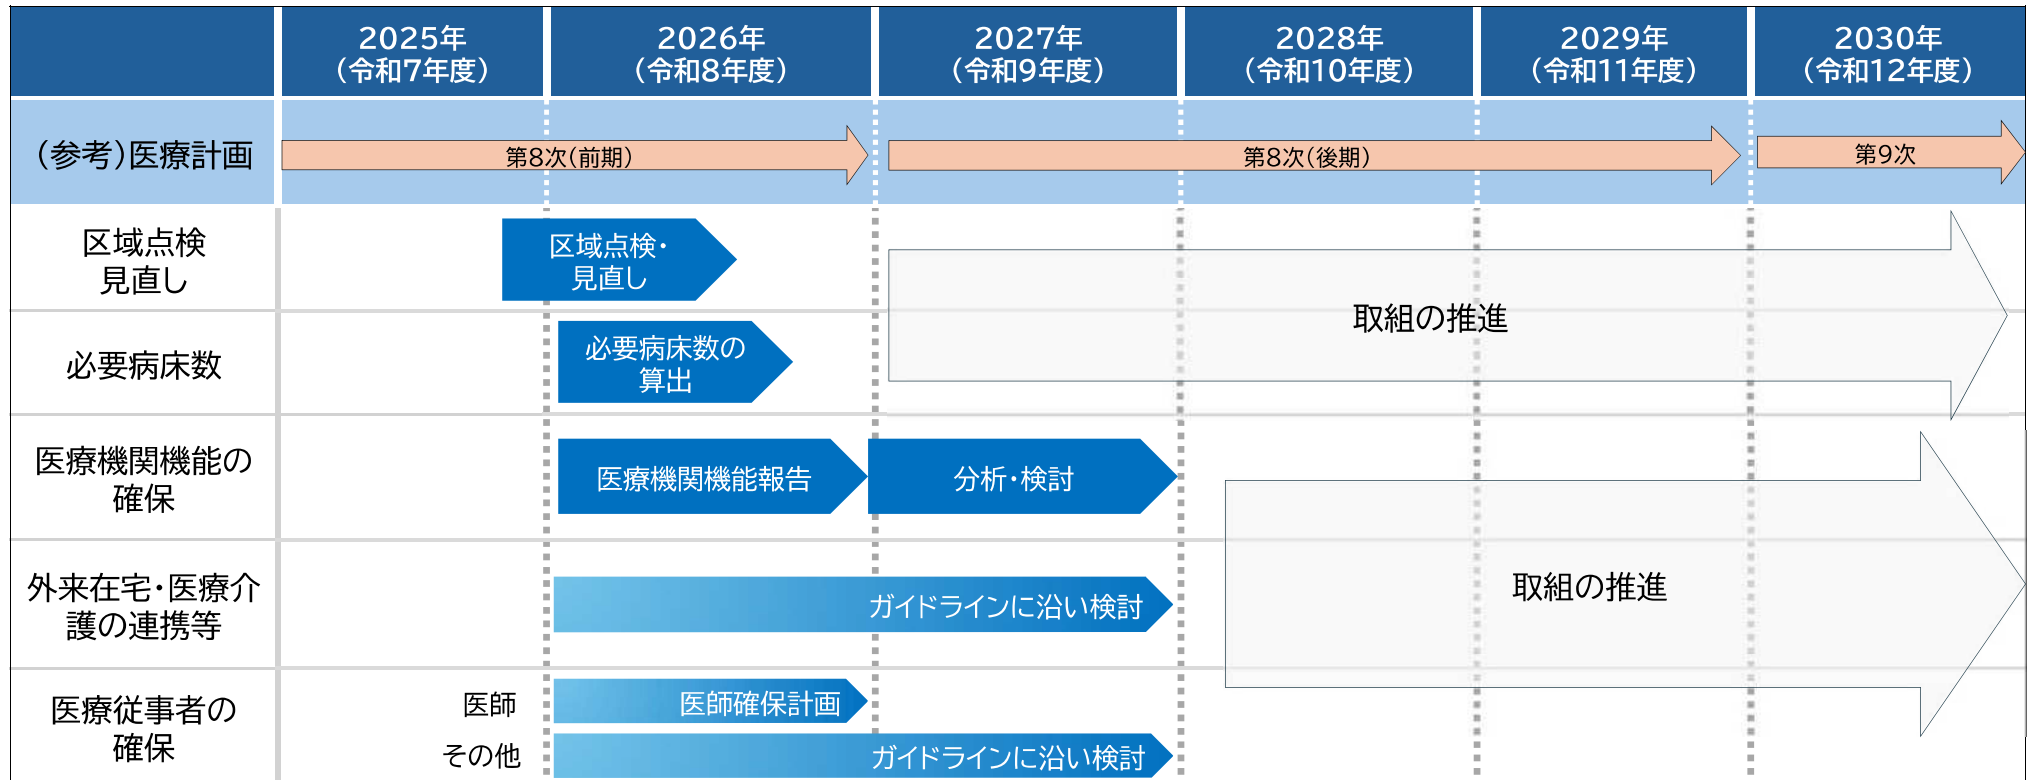 2025年
（令和7年度）
2026年
（令和8年度）
2027年
（令和9年度）
2028年
（令和10年度）
2029年
（令和11年度）
2030年
（令和12年度）
（参考）医療計画
第8次（前期）
第8次（後期）
第9次
区域点検
見直し
区域点検・
見直し
取組の推進
必要病床数
必要病床数の
算出
医療機関機能の
確保
医療機関機能報告
分析・検討
取組の推進
外来在宅・医療介
護の連携等
ガイドラインに沿い検討
医療従事者の
確保
医師
医師確保計画
その他
ガイドラインに沿い検討